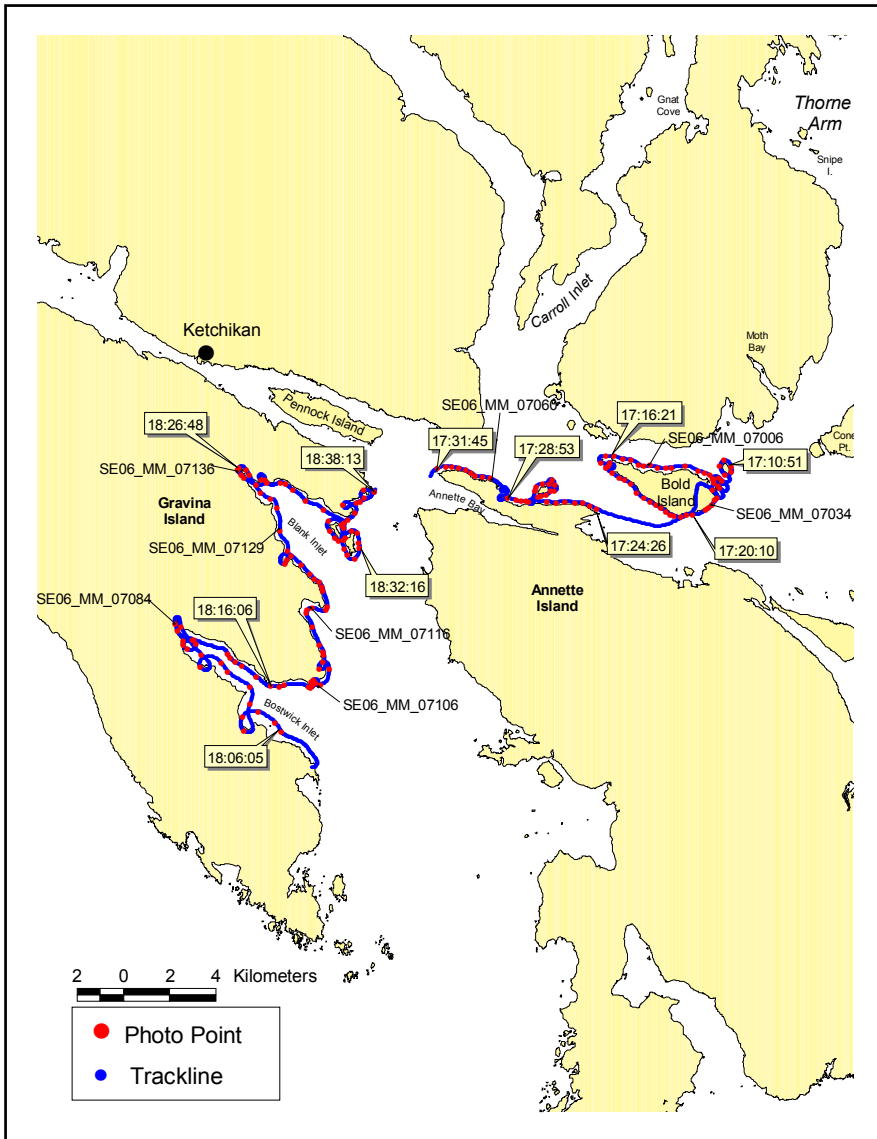 Gnat
Cove
Thorne
Arm
Snipe
I.
Carroll Inlet
Ketchikan
Moth
Bay
Pennock Island
SE06_MM_07060
17:16:21
SE06_MM_07006
18:26:48
17:31:45
17:28:53
17:10:51
Cone
Pt.
SE06_MM_07136
18:38:13
Bold
Island
Gravina
Island
Annette Bay
SE06_MM_07034
Blank Inlet
SE06_MM_07129
17:24:26
17:20:10
18:32:16
Annette
Island
SE06_MM_07084
18:16:06
SE06_MM_07116
SE06_MM_07106
Bostwick Inlet
18:06:05
2 0 2 4 Kilometers
Photo Point
Trackline